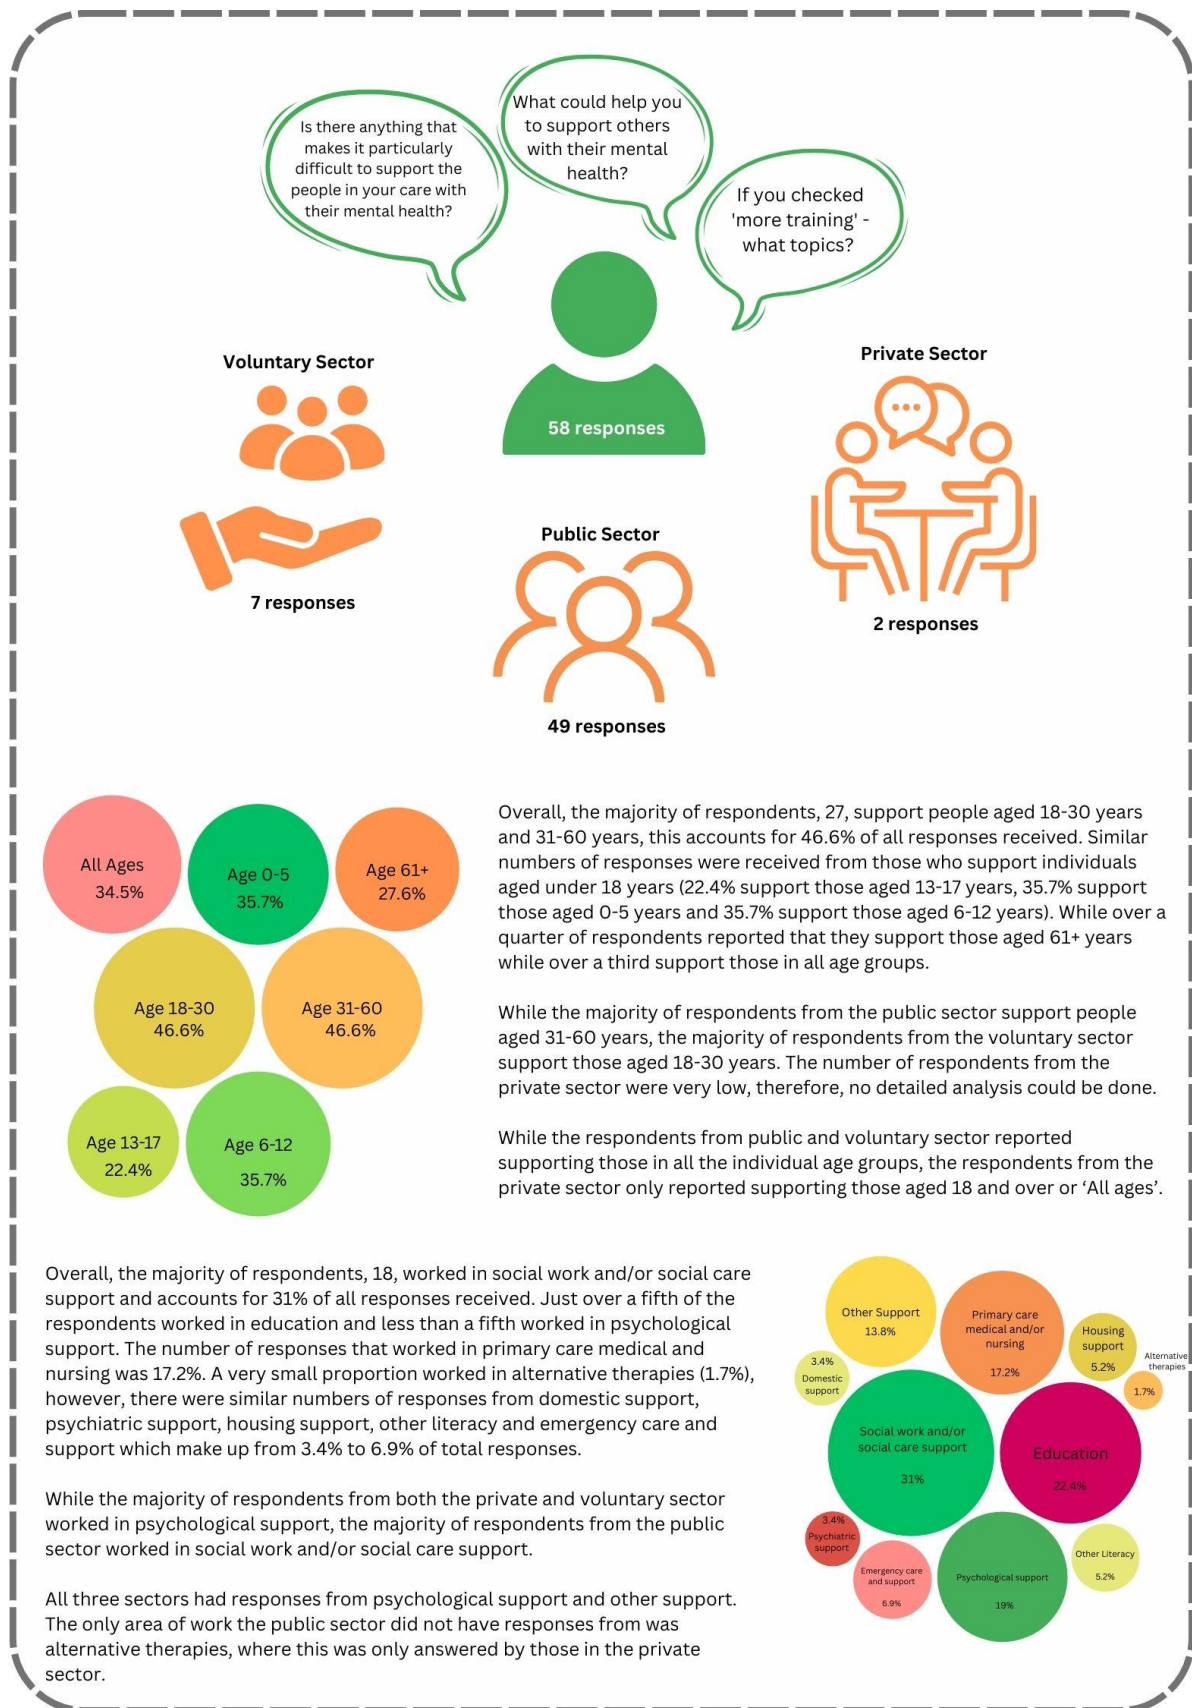 Is there anything that
makes it particularly
difficult to support the
people in your care with
their mental health?
What could help you
to support others
with their mental
health?
If you checked
'more training' -
what topics?
Voluntary Sector
7 responses
58 responses
Public Sector
49 responses
Private Sector
2 responses
All Ages
34.5%
Age 0-5
35.7%
Age 61+
27.6%
Age 18-30
46.6%
Age 31-60
46.6%
Age 13-17
22.4%
Age 6-12
35.7%
Overall, the majority of respondents, 27, support people aged 18-30 years
and 31-60 years, this accounts for 46.6% of all responses received. Similar
numbers of responses were received from those who support individuals
aged under 18 years (22.4% support those aged 13-17 years, 35.7% support
those aged 0-5 years and 35.7% support those aged 6-12 years). While over a
quarter of respondents reported that they support those aged 61+ years
while over a third support those in all age groups.
While the majority of respondents from the public sector support people
aged 31-60 years, the majority of respondents from the voluntary sector
support those aged 18-30 years. The number of respondents from the
private sector were very low, therefore, no detailed analysis could be done.
While the respondents from public and voluntary sector reported
supporting those in all the individual age groups, the respondents from the
private sector only reported supporting those aged 18 and over or ‘All ages’.
Overall, the majority of respondents, 18, worked in social work and/or social care
support and accounts for 31% of all responses received. Just over a fifth of the
respondents worked in education and less than a fifth worked in psychological
support. The number of responses that worked in primary care medical and
nursing was 17.2%. A very small proportion worked in alternative therapies (1.7%),
however, there were similar numbers of responses from domestic support,
psychiatric support, housing support, other literacy and emergency care and
support which make up from 3.4% to 6.9% of total responses.
While the majority of respondents from both the private and voluntary sector
worked in psychological support, the majority of respondents from the public
sector worked in social work and/or social care support.
All three sectors had responses from psychological support and other support.
The only area of work the public sector did not have responses from was
alternative therapies, where this was only answered by those in the private
sector.
Other Support
13.8%
Primary care
medical and/or
nursing
17.2%
Housing
support
5.2%
Alternative
therapies
1.7%
3.4%
Domestic
support
Social work and/or
social care support
31%
Education
22.4%
3.4%
Psychiatric
support
Emergency care
and support
6.9%
Psychological support
19%
Other Literacy
5.2%